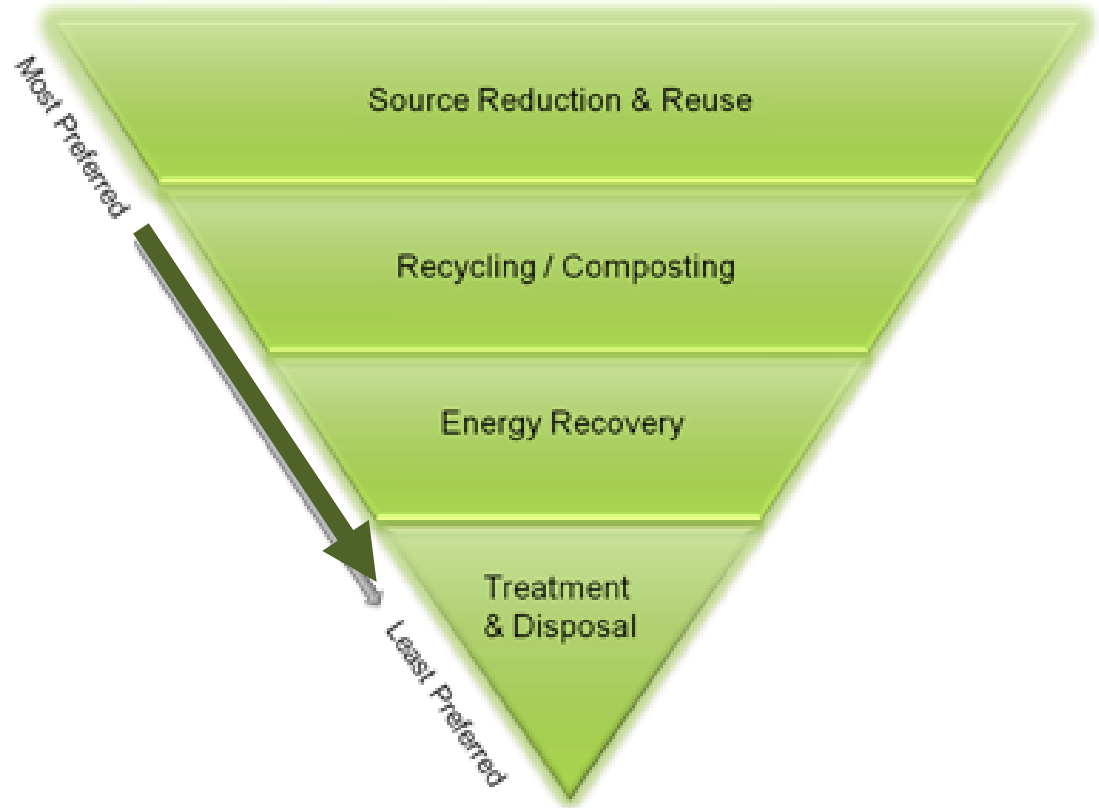 Most Preferred
Source Reduction & Reuse
Recycling / Composting
Energy Recovery
Treatment
& Disposal
Least Preferred